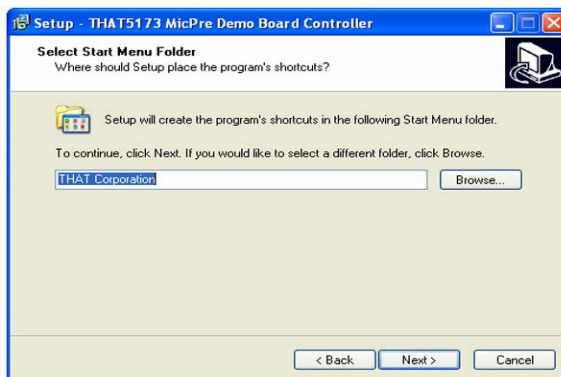 Setup - THAT5173 MicPre Demo Board Controller
Select Start Menu Folder
Where should Setup place the program's shortcuts?
Setup will create the program's shortcuts in the following Start Menu folder.
To continue, click Next. If you would like to select a different folder, click Browse.
THAT Corporation
Browse...
< Back
Next >
Cancel